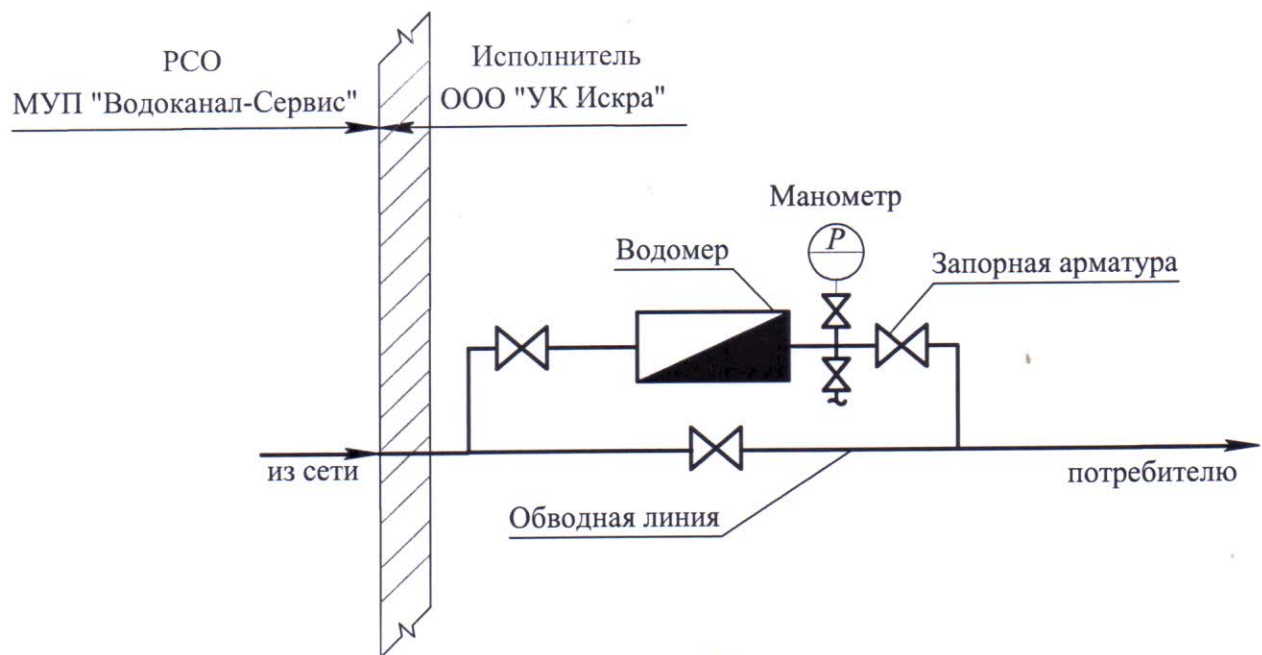 РСО
МУП "Водоканал-Сервис"
Исполнитель
ООО "УК Искра"
Манометр
P
Водомер
Запорная арматура
из сети
потребителю
Обводная линия